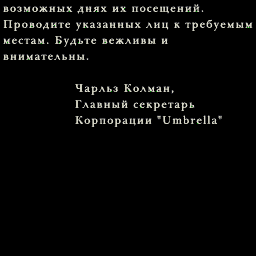 возможных днях их посещений.
Проводите указанных лиц к требуемым
местам. Будьте вежливы и
внимательны.
Чарльз Колман,
Главный секретарь
Корпорации "Umbrella"